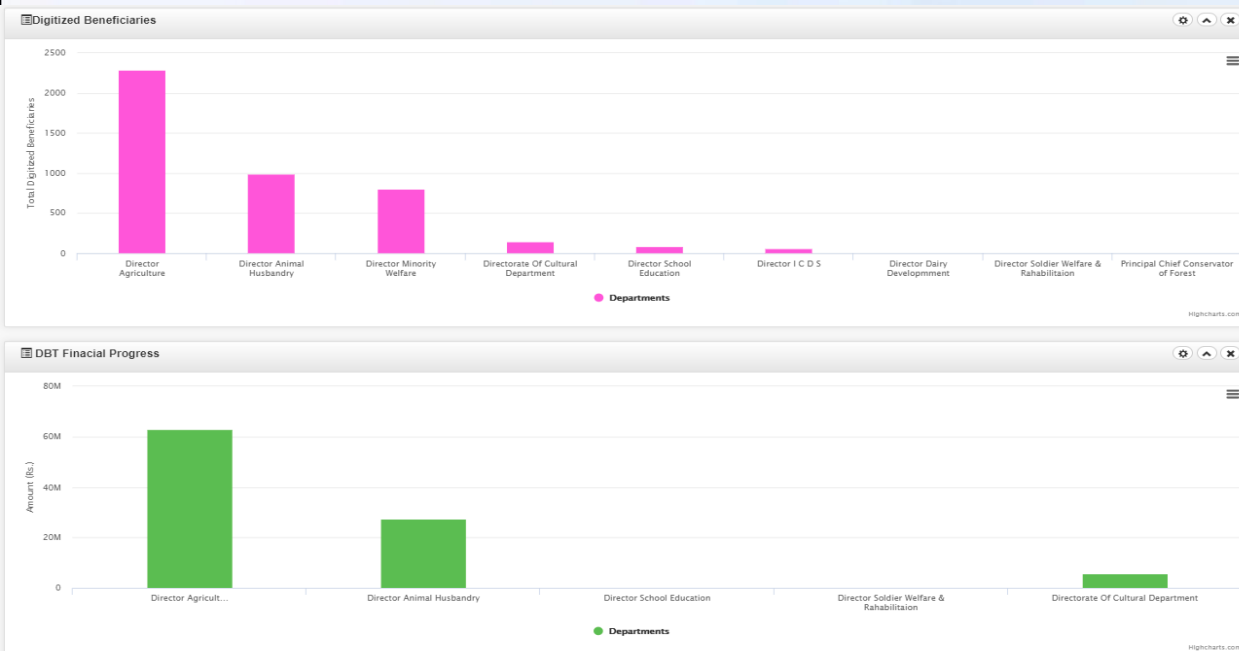 Digitized Beneficiaries
2500
2000
1500
1000
500
0
Total Digitized Beneficiaries
Director
Agriculture
Director Animal
Husbandry
Director Minority
Welfare
Directorate Of Cultural
Department
Director School
Education
Director I C D S
Director Dairy
Developmment
Director Soldier Welfare &
Rahabilitaion
Principal Chief Conservator
of Forest
Departments
Highcharts.com
DBT Finacial Progress
80M
60M
40M
20M
0
Amount (Rs.)
Director Agricult...
Director Animal Husbandry
Director School Education
Director Soldier Welfare &
Rahabilitaion
Directorate Of Cultural Department
Departments
Highcharts.com